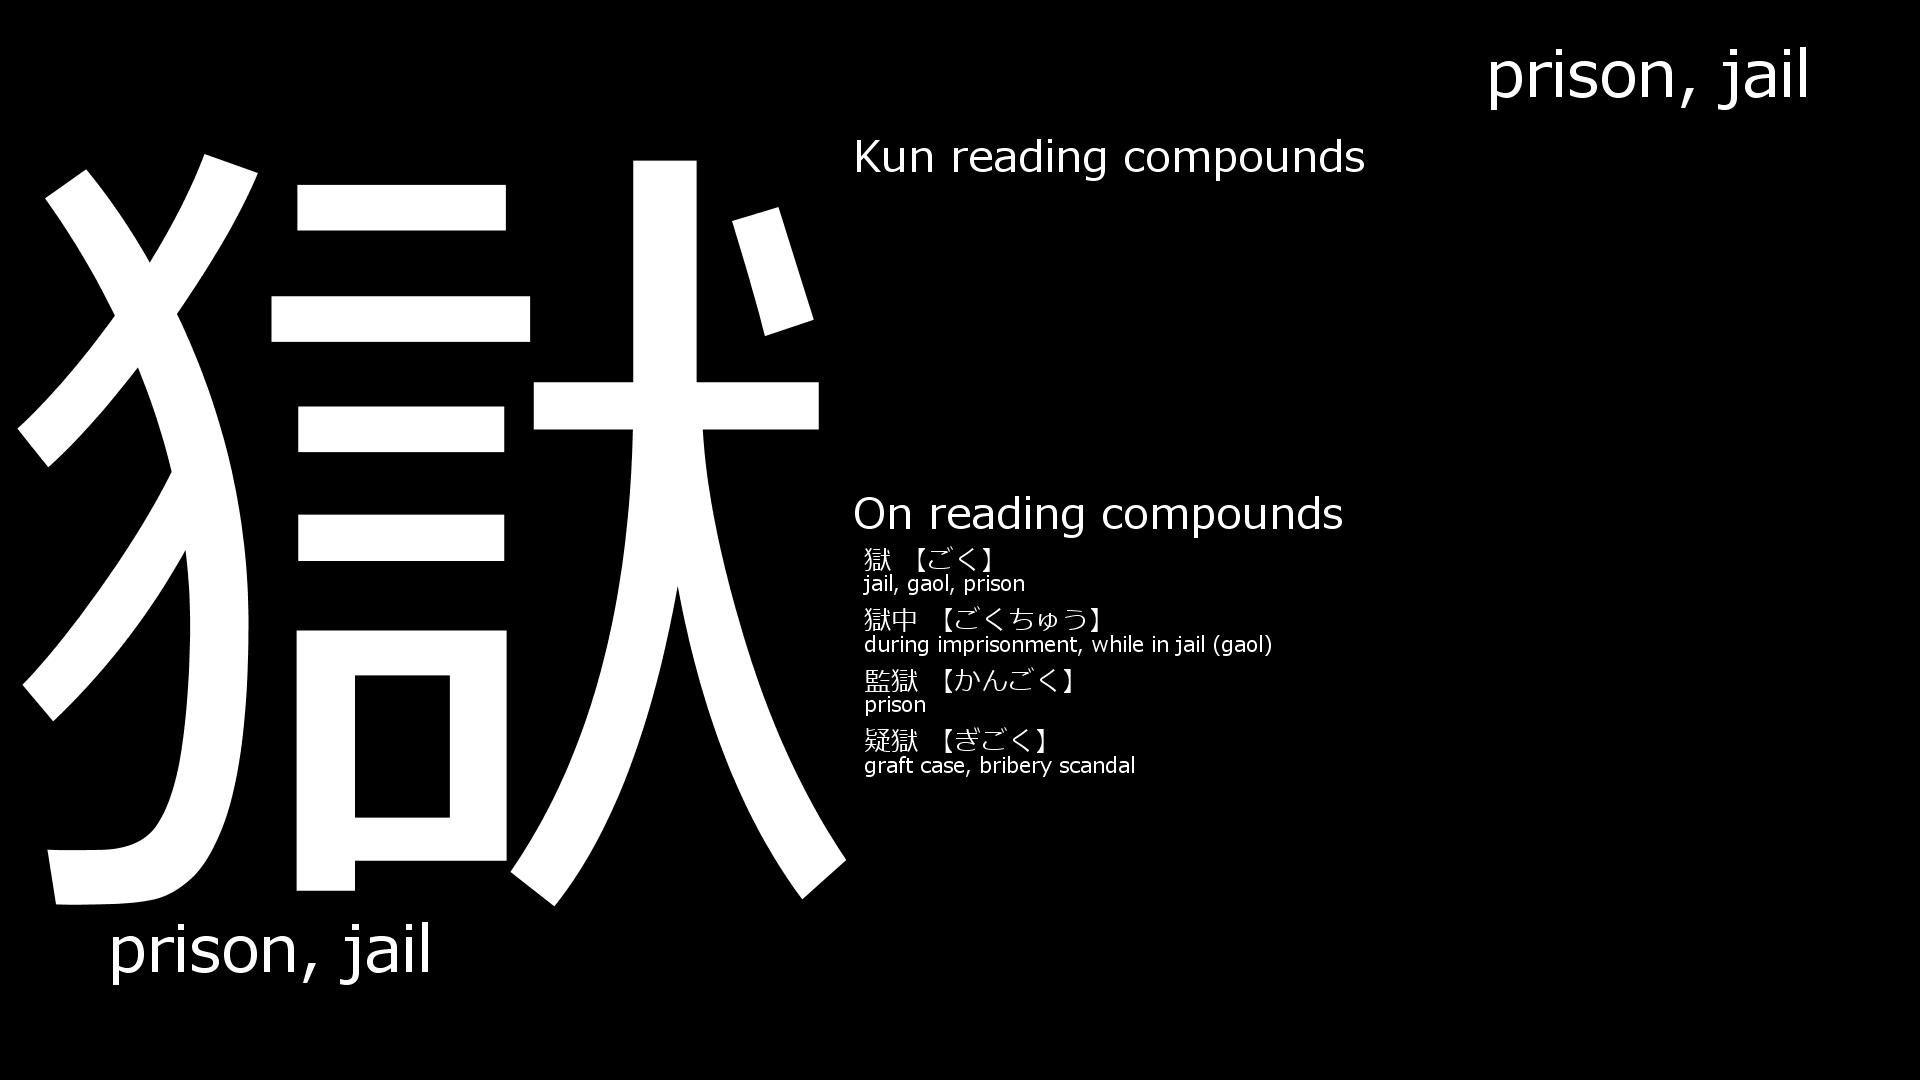 prison, jail
獄
Kun reading compounds
On reading compounds
獄 【ごく】
jail, gaol, prison
獄中 【ごくちゅう】
during imprisonment, while in jail (gaol)
監獄 【かんごく】
prison
疑獄 【ぎごく】
graft case, bribery scandal
prison, jail